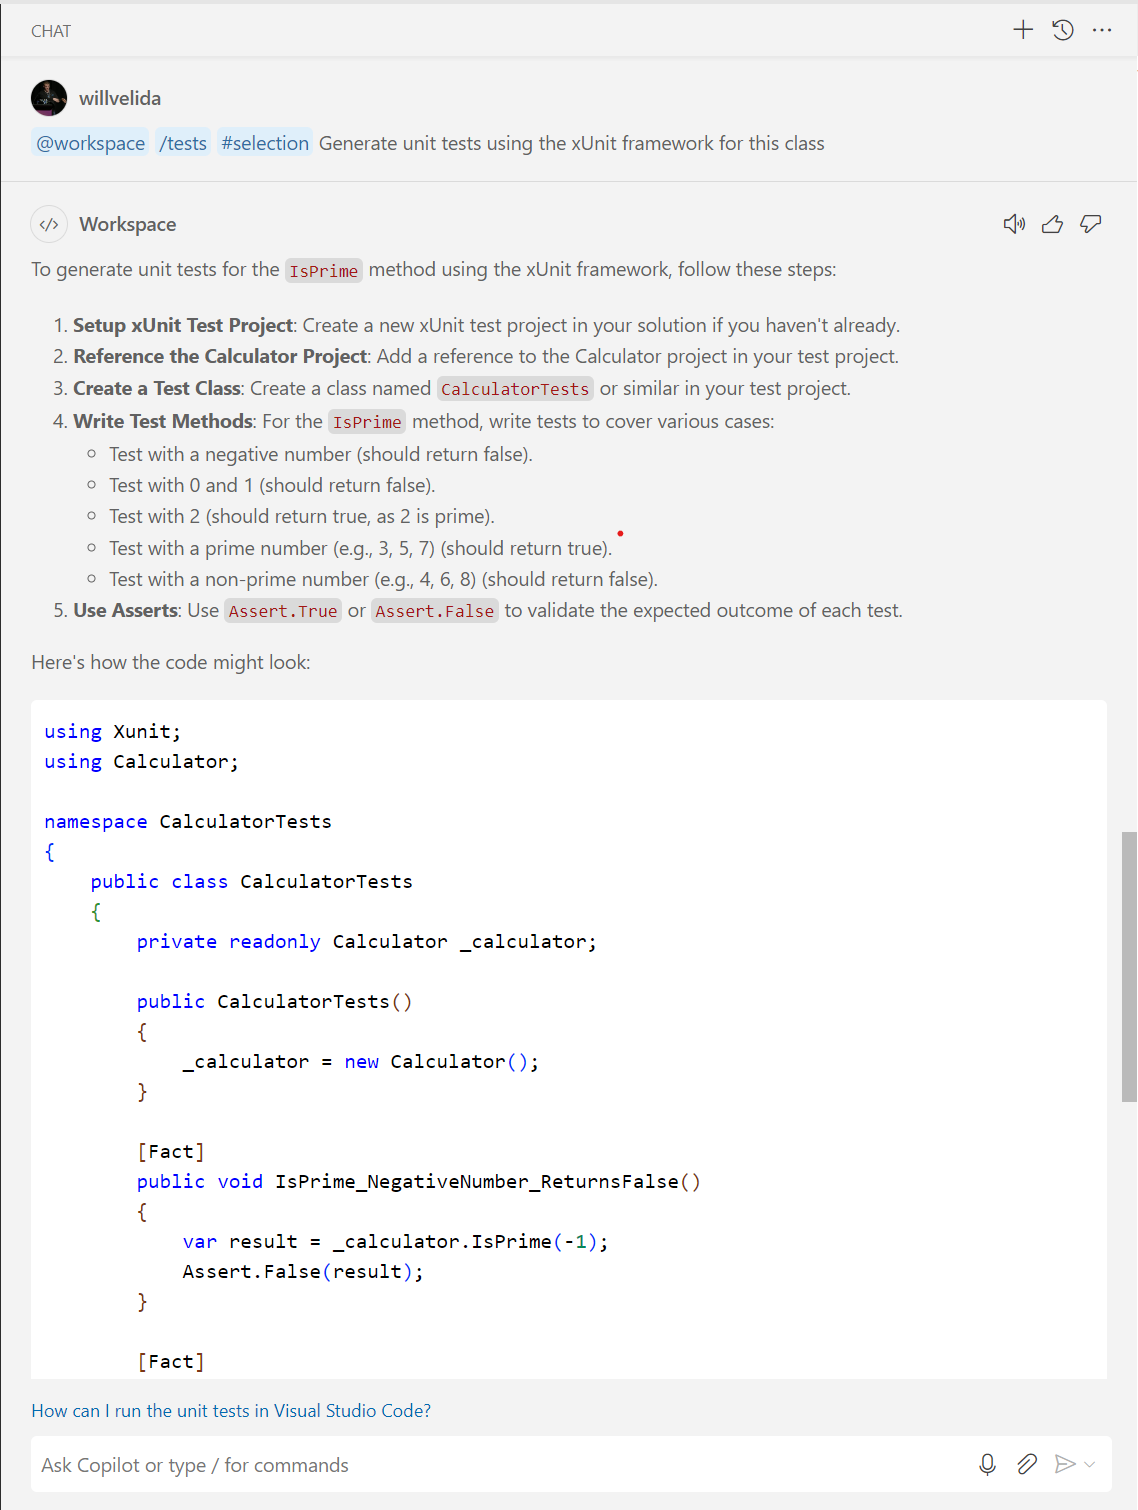 CHAT
willvelida
@workspace /tests #selection Generate unit tests using the xUnit framework for this class
Workspace
To generate unit tests for the IsPrime method using the xUnit framework, follow these steps:
1. Setup xUnit Test Project: Create a new xUnit test project in your solution if you haven't already.
2. Reference the Calculator Project: Add a reference to the Calculator project in your test project.
3. Create a Test Class: Create a class named CalculatorTests or similar in your test project.
4. Write Test Methods: For the IsPrime method, write tests to cover various cases:
Test with a negative number (should return false).
Test with 0 and 1 (should return false).
Test with 2 (should return true, as 2 is prime).
Test with a prime number (e.g., 3, 5, 7) (should return true).
Test with a non-prime number (e.g., 4, 6, 8) (should return false).
5. Use Asserts: Use Assert.True or Assert.False to validate the expected outcome of each test.
Here's how the code might look:
using Xunit;
using Calculator;
namespace CalculatorTests
{
public class CalculatorTests
{
private readonly Calculator _calculator;
public CalculatorTests()
{
_calculator = new Calculator();
}
[Fact]
public void IsPrime_NegativeNumber_ReturnsFalse()
{
var result = _calculator.IsPrime(-1);
Assert.False(result);
}
[Fact]
How can I run the unit tests in Visual Studio Code?
Ask Copilot or type / for commands